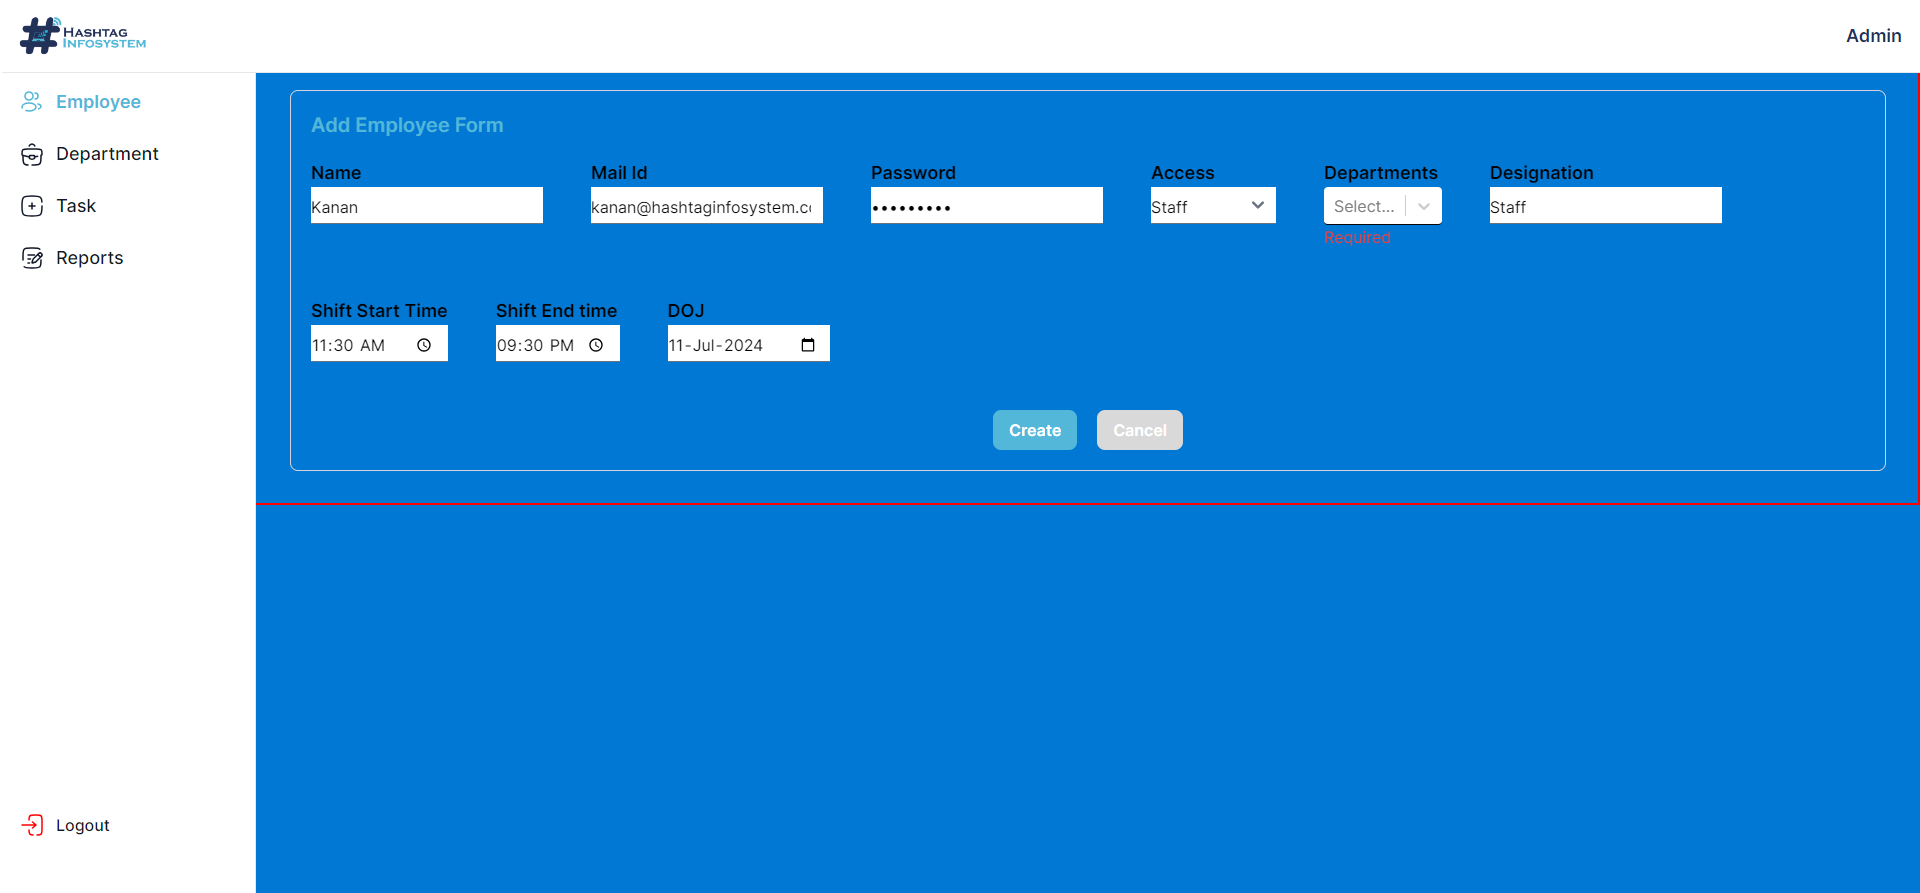 HASHTAG
INFOSYSTEM
Admin
Employee
Department
Task
Reports
Logout
Add Employee Form
Name Mail Id Password Access Departments Designation
Kanan kanan@hashtaginfosystem.co ••••••••• Staff Select... Staff
Required
Shift Start Time Shift End time DOJ
11:30 AM 09:30 PM 11-Jul-2024
Create Cancel